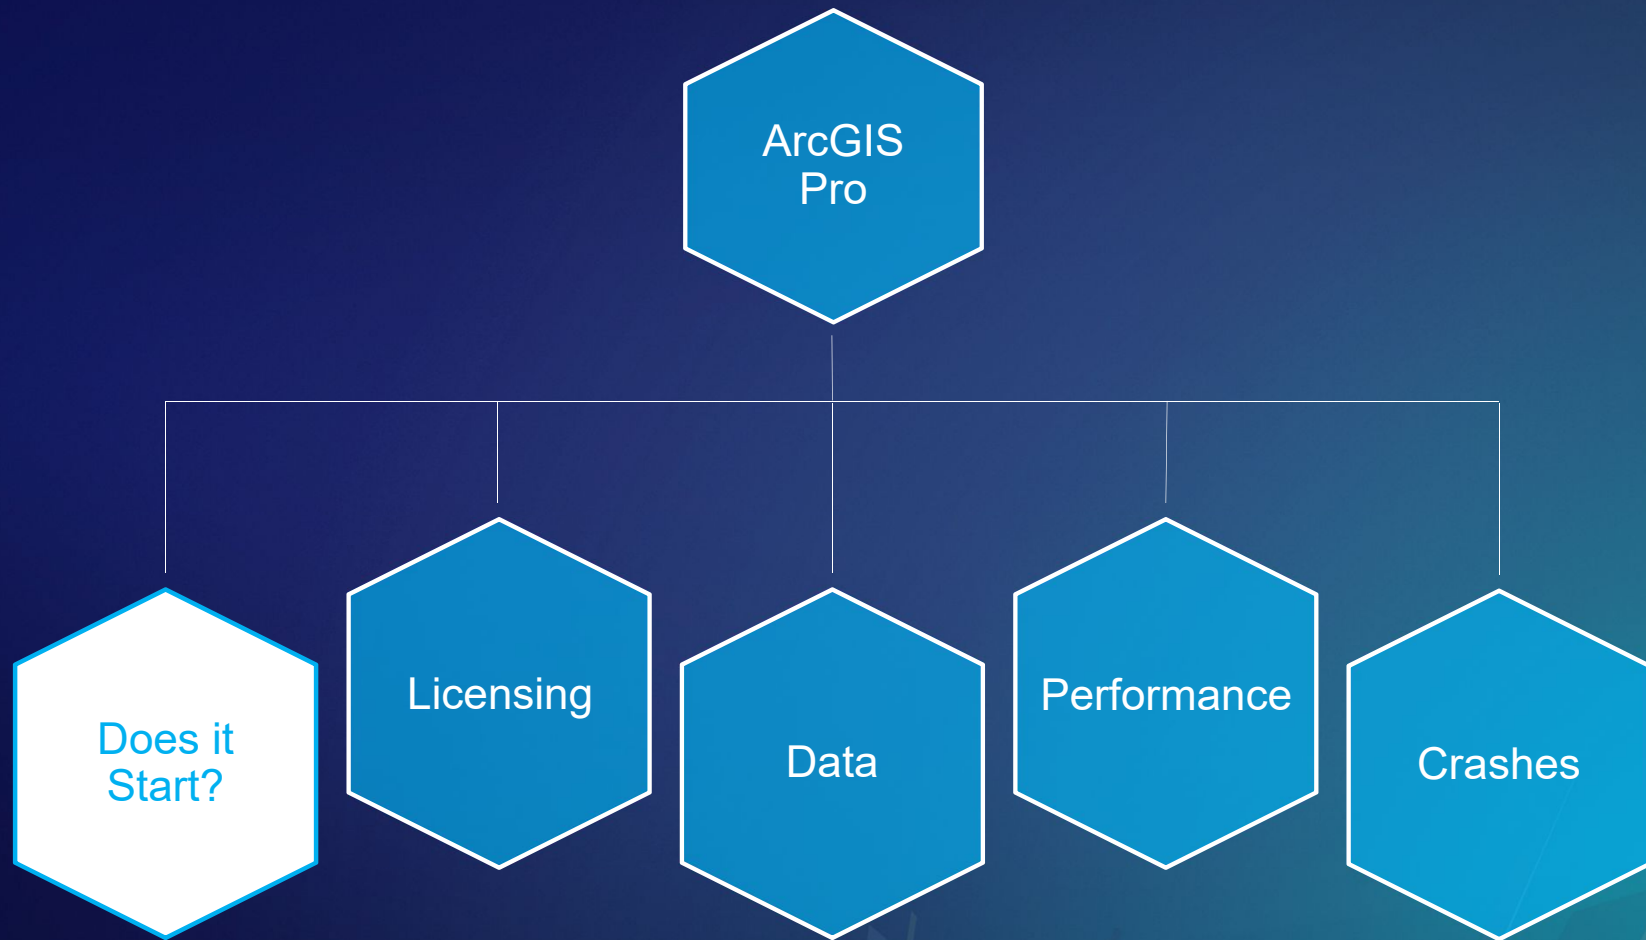 ArcGIS
Pro
Does it
Start?
Licensing
Data
Performance
Crashes